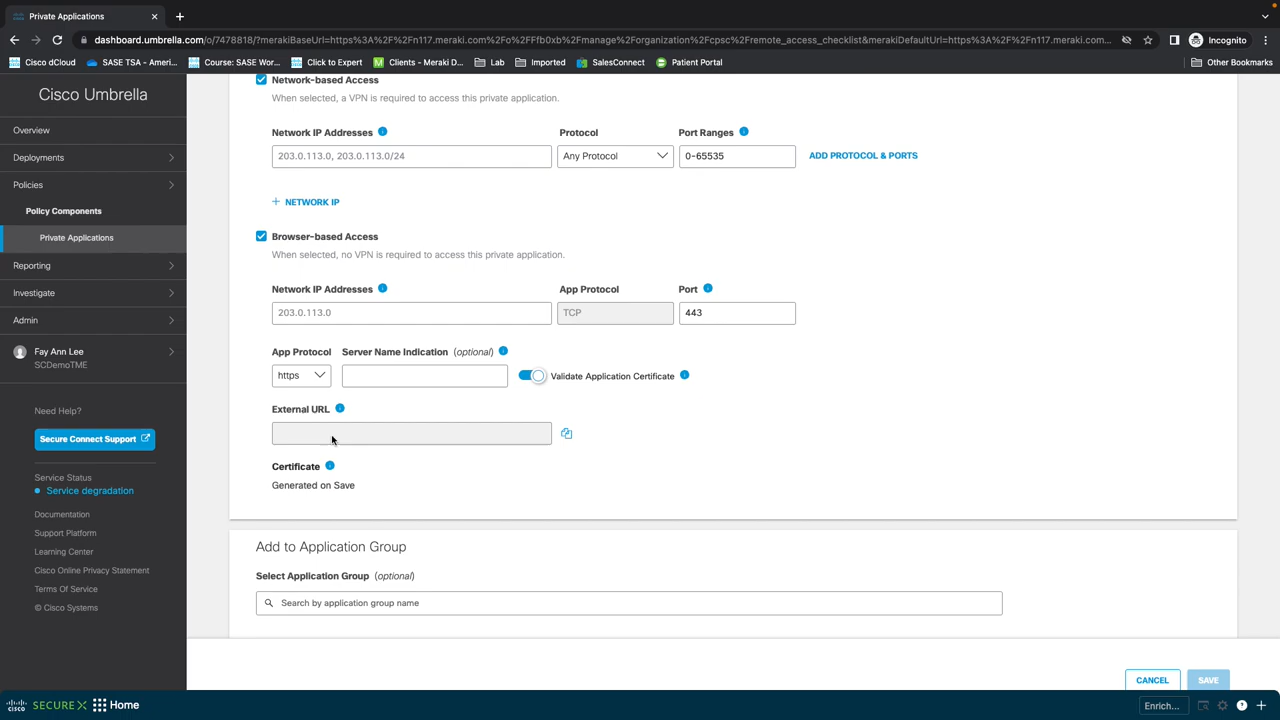 Private Applications
Incognito
dashboard.umbrella.com/o/7478818/?merakiBaseUrl=https%3A%2F%2Fn117.meraki.com%2Fo%2FFfb0xb%2Fmanage%2Forganization%2Fcpsc%2Fremote_access_checklist&merakiDefaultUrl=https%3A%2F%2Fn117.meraki.com...
Cisco dCloud
SASE TSA - Ameri...
Course: SASE Wor...
Click to Expert
Clients - Meraki D...
Lab
Imported
SalesConnect
Patient Portal
Other Bookmarks
Cisco Umbrella
Overview
Deployments
Policies
Policy Components
Private Applications
Reporting
Investigate
Admin
Fay Ann Lee
SCDemoTME
Need Help?
Secure Connect Support
Service Status
Service degradation
Documentation
Support Platform
Learning Center
Cisco Online Privacy Statement
Terms Of Service
© Cisco Systems
Network-based Access
When selected, a VPN is required to access this private application.
Network IP Addresses Protocol Port Ranges
203.0.113.0, 203.0.113.0/24 Any Protocol 0-65535 ADD PROTOCOL & PORTS
+ NETWORK IP
Browser-based Access
When selected, no VPN is required to access this private application.
Network IP Addresses App Protocol Port
203.0.113.0 TCP 443
App Protocol Server Name Indication (optional)
https Validate Application Certificate
External URL
Certificate
Generated on Save
Add to Application Group
Select Application Group (optional)
Search by application group name
CANCEL SAVE
cisco SECURE X Home
Enrich...